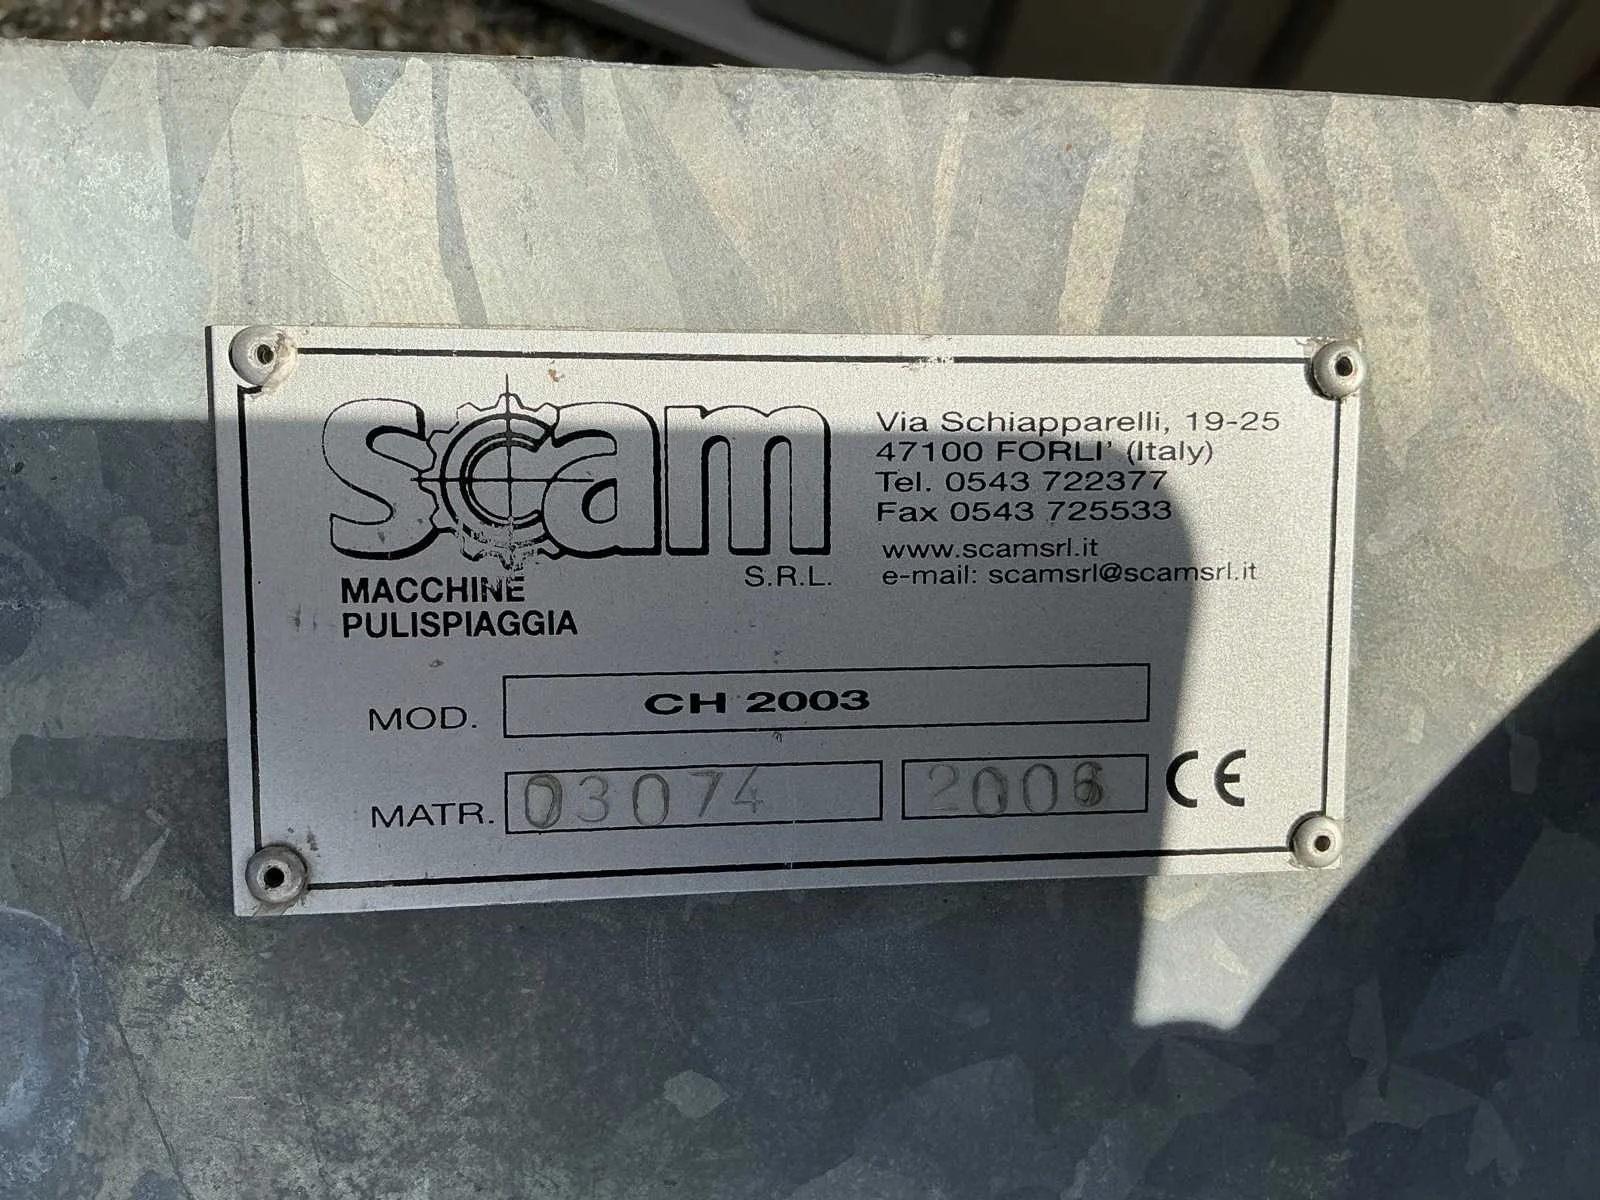 scam
S.R.L.
MACCHINE
PULISPIAGGIA
Via Schiapparelli, 19-25
47100 FORLI' (Italy)
Tel. 0543 722377
Fax 0543 725533
www.scamsrl.it
e-mail: scamsrl@scamsrl.it
MOD. CH 2003
MATR. 03074 CE